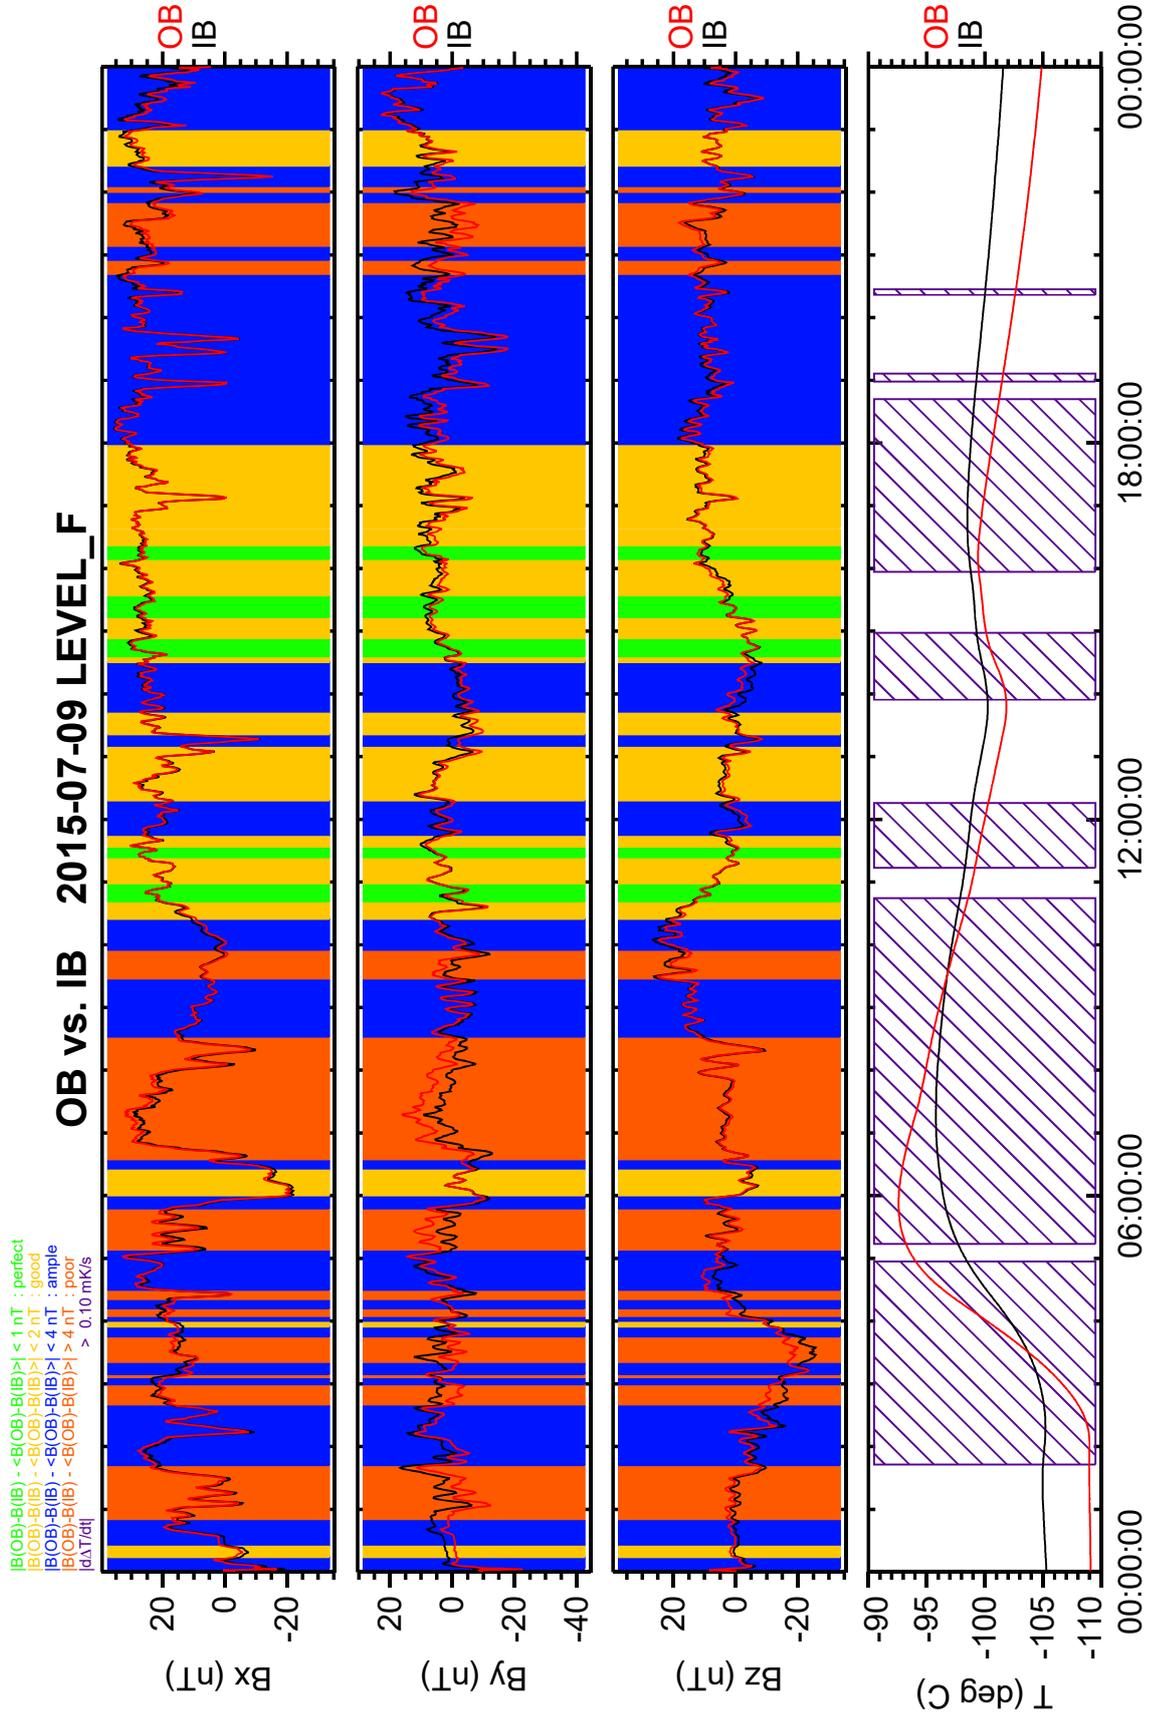 |B(OB)-B(IB) - <B(OB)-B(IB)>| < 1 nT : perfect
|B(OB)-B(IB) - <B(OB)-B(IB)>| < 2 nT : good
|B(OB)-B(IB) - <B(OB)-B(IB)>| < 4 nT : ample
|B(OB)-B(IB) - <B(OB)-B(IB)>| > 4 nT : poor
|dΔT/dt| > 0.10 mK/s
OB vs. IB 2015-07-09 LEVEL_F
Bx (nT)
20
0
-20
OB
IB
By (nT)
20
0
-20
-40
OB
IB
Bz (nT)
20
0
-20
OB
IB
T (deg C)
-90
-95
-100
-105
-110
OB
IB
00:00:00
06:00:00
12:00:00
18:00:00
00:00:00